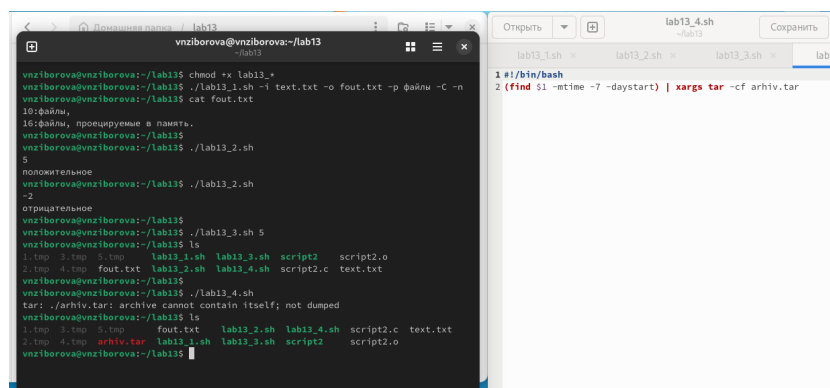 Домашняя папка / lab13
vnziborova@vnziborova:~/lab13
~/lab13
vnziborova@vnziborova:~/lab13$ chmod +x lab13_*
vnziborova@vnziborova:~/lab13$ ./lab13_1.sh -i text.txt -o fout.txt -p файлы -C -n
vnziborova@vnziborova:~/lab13$ cat fout.txt
10:файлы,
16:файлы, проецируемые в память.
vnziborova@vnziborova:~/lab13$
vnziborova@vnziborova:~/lab13$ ./lab13_2.sh
5
положительное
vnziborova@vnziborova:~/lab13$ ./lab13_2.sh
-2
отрицательное
vnziborova@vnziborova:~/lab13$
vnziborova@vnziborova:~/lab13$ ./lab13_3.sh 5
vnziborova@vnziborova:~/lab13$ ls
1.tmp 3.tmp 5.tmp lab13_1.sh lab13_3.sh script2 script2.o
2.tmp 4.tmp fout.txt lab13_2.sh lab13_4.sh script2.c text.txt
vnziborova@vnziborova:~/lab13$
vnziborova@vnziborova:~/lab13$ ./lab13_4.sh
tar: ./arhiv.tar: archive cannot contain itself; not dumped
vnziborova@vnziborova:~/lab13$ ls
1.tmp 3.tmp 5.tmp fout.txt lab13_2.sh lab13_4.sh script2.c text.txt
2.tmp 4.tmp arhiv.tar lab13_1.sh lab13_3.sh script2 script2.o
vnziborova@vnziborova:~/lab13$
Открыть lab13_4.sh Сохранить
~/lab13
lab13_1.sh lab13_2.sh lab13_3.sh lab
1 #!/bin/bash
2 (find $1 -mtime -7 -daystart) | xargs tar -cf arhiv.tar